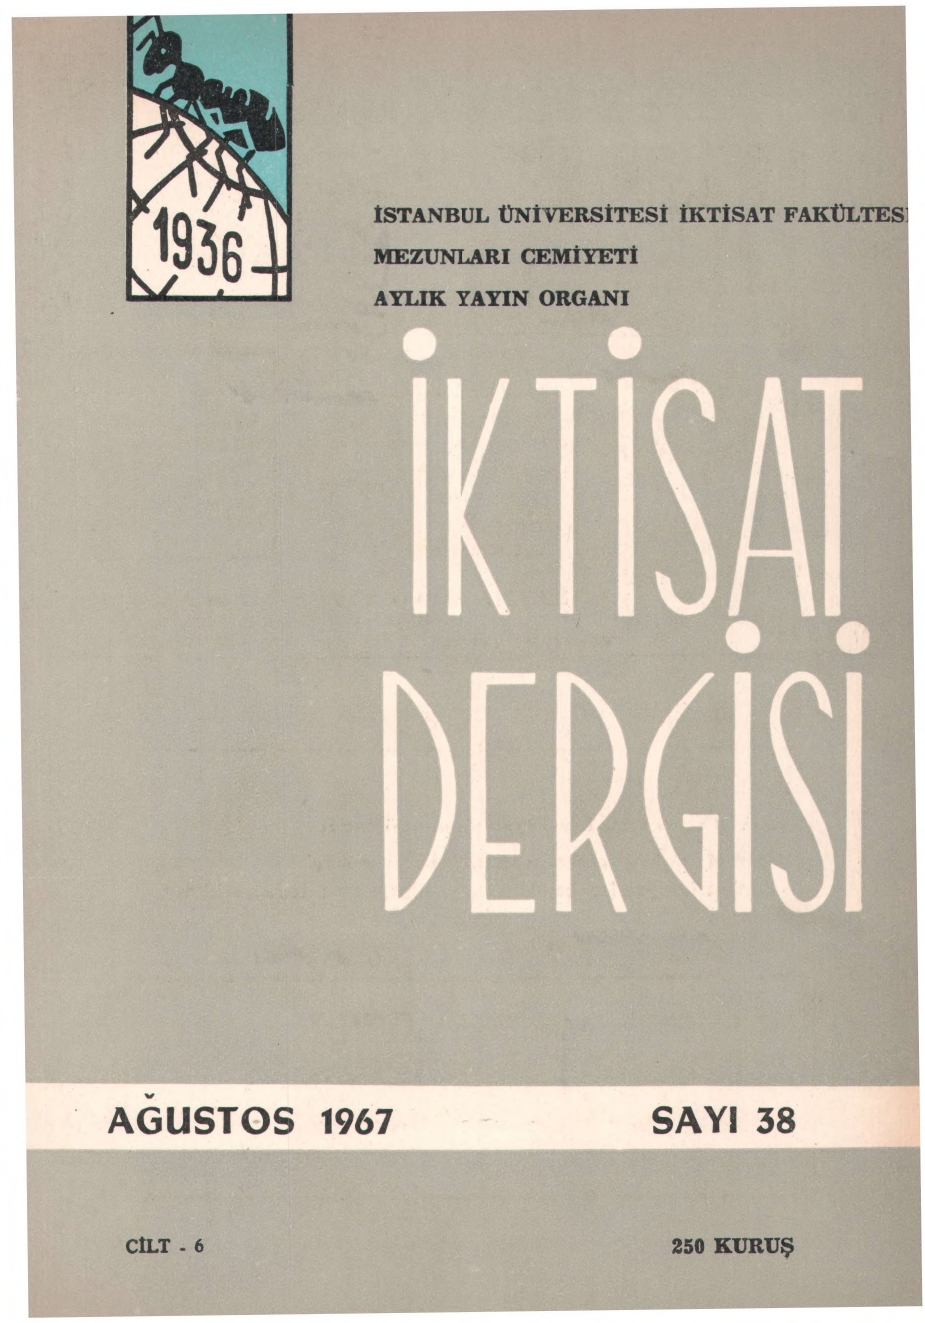 1936
İSTANBUL ÜNİVERSİTESİ İKTİSAT FAKÜLTESİ
MEZUNLARI CEMİYETİ
AYLIK YAYIN ORGANI
İKTİSAT
DERGİSİ
AĞUSTOS 1967
SAYI 38
CİLT - 6
250 KURUŞ